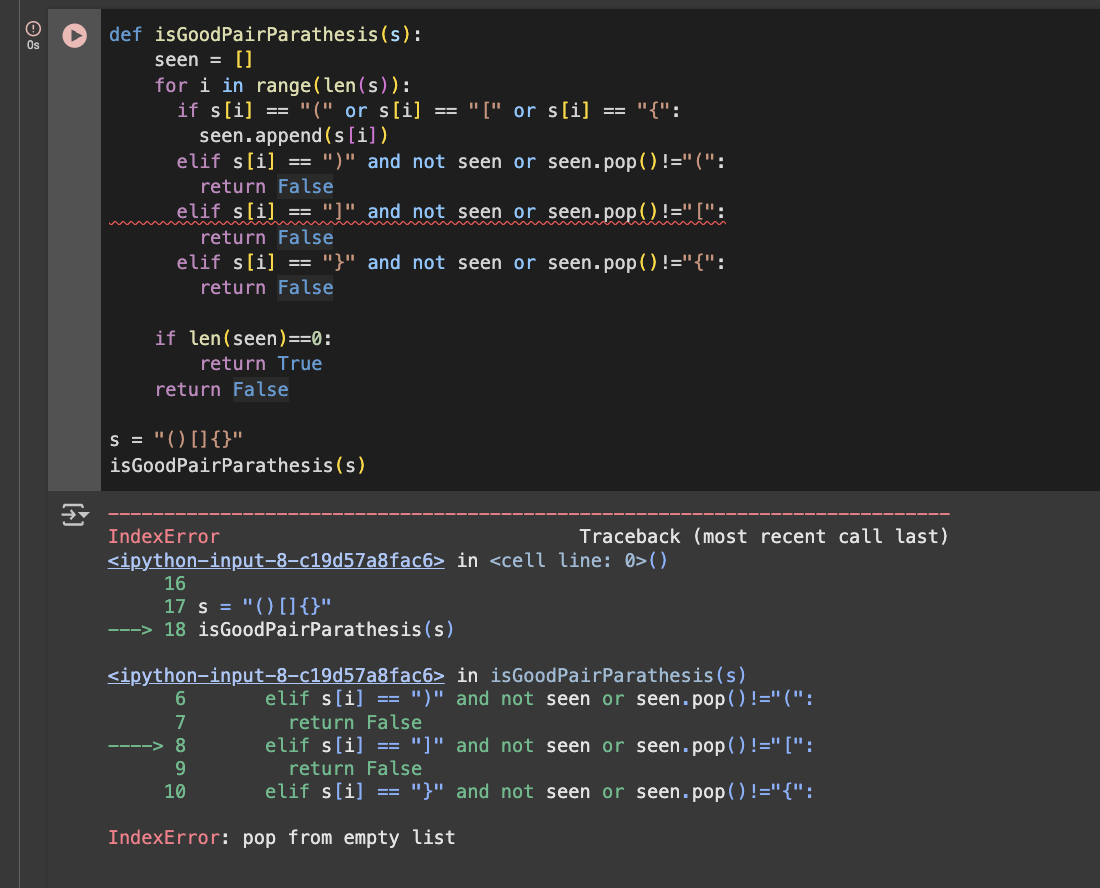 0s
def isGoodPairParathesis(s):
    seen = []
    for i in range(len(s)):
      if s[i] == "(" or s[i] == "[" or s[i] == "{":
        seen.append(s[i])
      elif s[i] == ")" and not seen or seen.pop()!="(":
        return False
      elif s[i] == "]" and not seen or seen.pop()!="[":
        return False
      elif s[i] == "}" and not seen or seen.pop()!="{":
        return False

    if len(seen)==0:
        return True
    return False

s = "()[]{}"
isGoodPairParathesis(s)
---------------------------------------------------------------------------
IndexError                                Traceback (most recent call last)
<ipython-input-8-c19d57a8fac6> in <cell line: 0>()
     16
     17 s = "()[]{}"
---> 18 isGoodPairParathesis(s)

<ipython-input-8-c19d57a8fac6> in isGoodPairParathesis(s)
      6       elif s[i] == ")" and not seen or seen.pop()!="(":
      7         return False
----> 8       elif s[i] == "]" and not seen or seen.pop()!="[":
      9         return False
     10       elif s[i] == "}" and not seen or seen.pop()!="{":

IndexError: pop from empty list